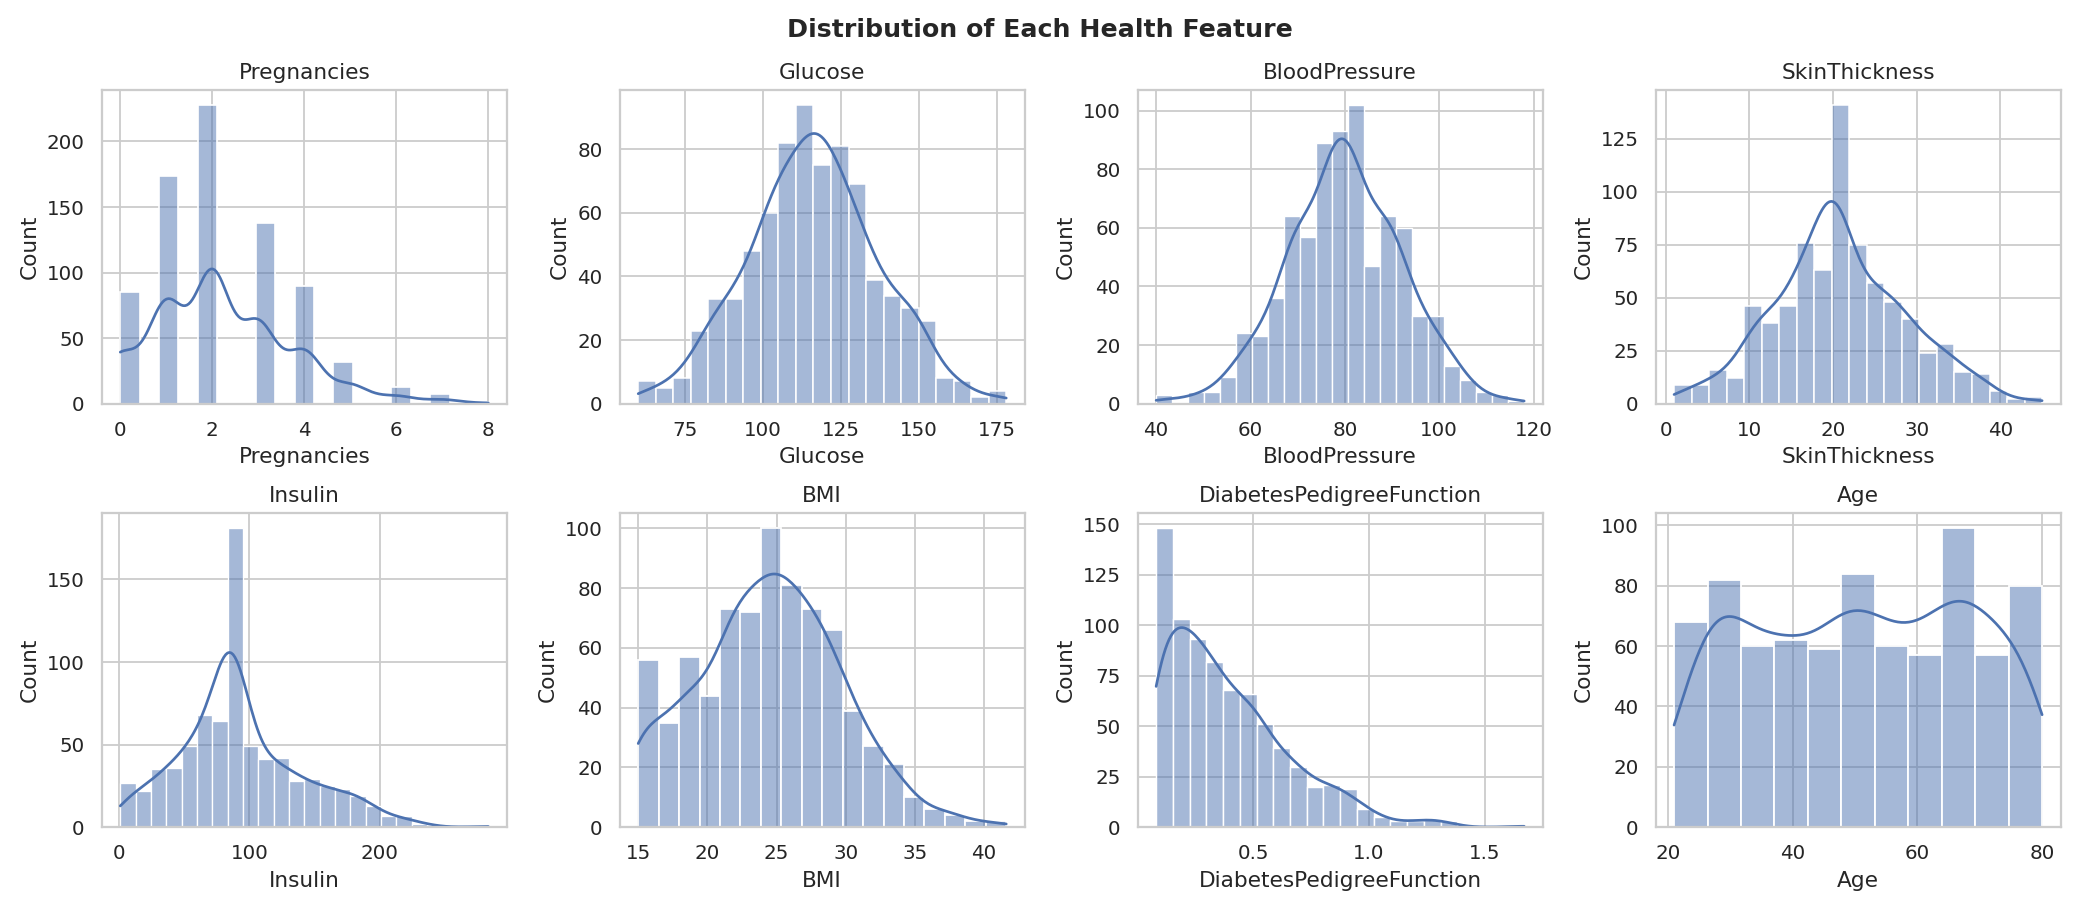 Distribution of Each Health Feature
Pregnancies
Glucose
BloodPressure
SkinThickness
Count
200
150
100
50
0
0 2 4 6 8
Pregnancies
Count
80
60
40
20
0
75 100 125 150 175
Glucose
Count
100
80
60
40
20
0
40 60 80 100 120
BloodPressure
Count
125
100
75
50
25
0
0 10 20 30 40
SkinThickness
Insulin
BMI
DiabetesPedigreeFunction
Age
Count
150
100
50
0
0 100 200
Insulin
Count
100
80
60
40
20
0
15 20 25 30 35 40
BMI
Count
150
125
100
75
50
25
0
0.5 1.0 1.5
DiabetesPedigreeFunction
Count
100
80
60
40
20
0
20 40 60 80
Age